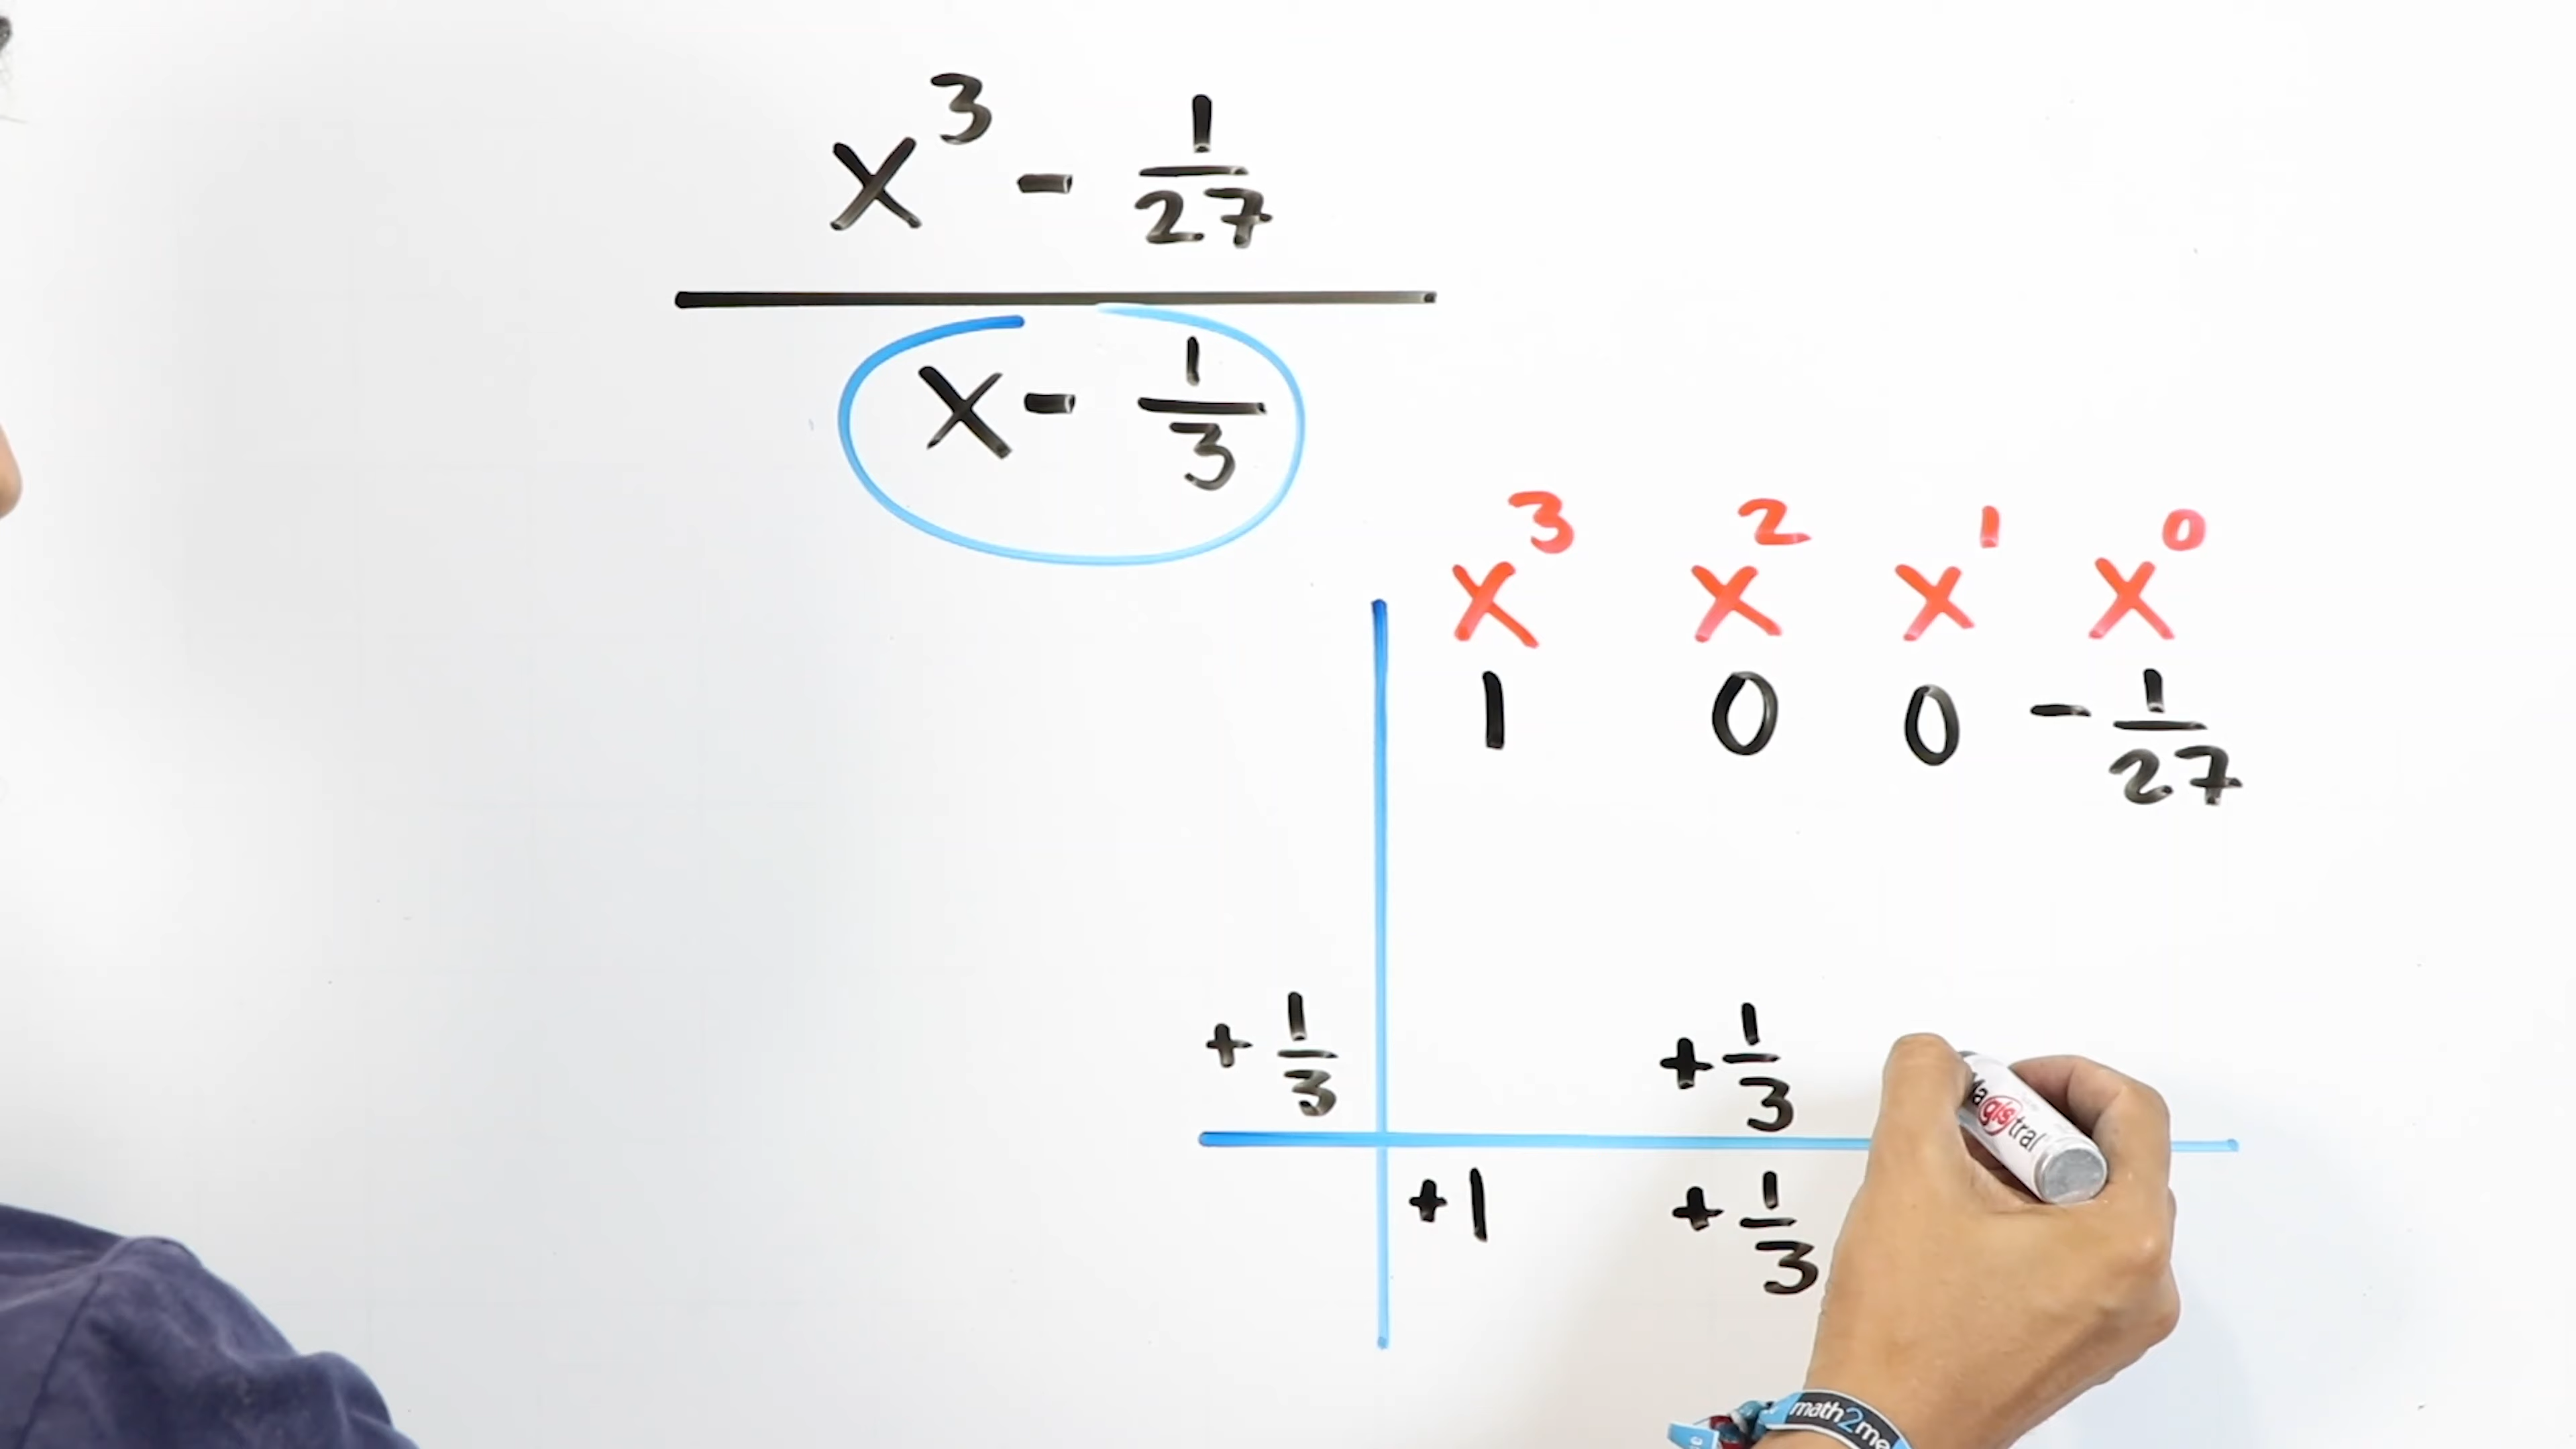 x³ - 1/27
x - 1/3
x³ x² x¹ x⁰
1 0 0 - 1/27
+ 1/3 + 1/3
+1 + 1/3
Magistral
math2me